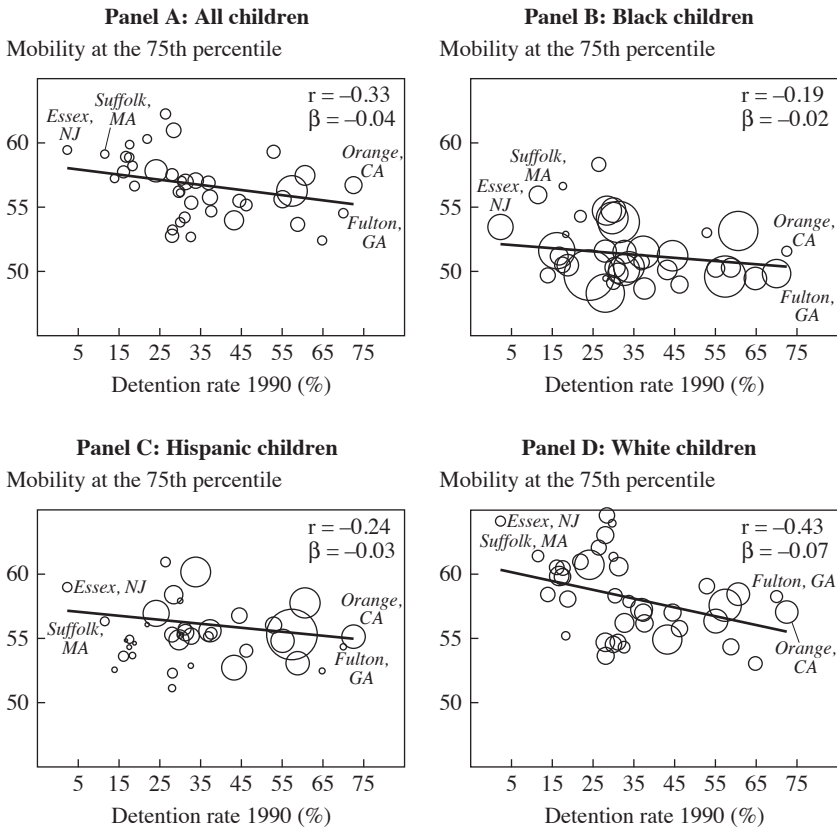 Panel A: All children
Mobility at the 75th percentile
r = –0.33
β = –0.04
Essex,
NJ
Suffolk,
MA
Orange,
CA
Fulton,
GA
60
55
50
5 15 25 35 45 55 65 75
Detention rate 1990 (%)
Panel B: Black children
Mobility at the 75th percentile
r = –0.19
β = –0.02
Suffolk,
MA
Essex,
NJ
Orange,
CA
Fulton,
GA
60
55
50
5 15 25 35 45 55 65 75
Detention rate 1990 (%)
Panel C: Hispanic children
Mobility at the 75th percentile
r = –0.24
β = –0.03
Essex, NJ
Suffolk,
MA
Orange,
CA
Fulton,
GA
60
55
50
5 15 25 35 45 55 65 75
Detention rate 1990 (%)
Panel D: White children
Mobility at the 75th percentile
r = –0.43
β = –0.07
Essex, NJ
Suffolk, MA
Fulton, GA
Orange,
CA
60
55
50
5 15 25 35 45 55 65 75
Detention rate 1990 (%)